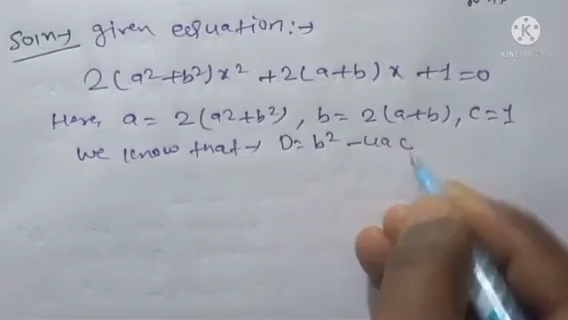 Soln→ given equation:→
2(a²+b²)x² +2(a+b)x +1=0
Here, a= 2(a²+b²), b= 2(a+b), c=1
We know that→ D= b² -4ac
K